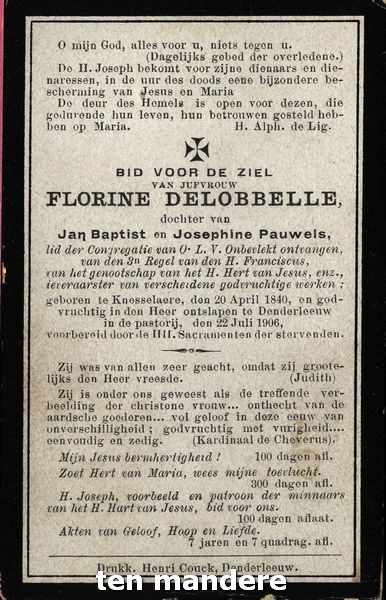 O mijn God, alles voor u, niets tegen u.
(Dagelijks gebed der overledene.)
De H. Joseph bekomt voor zijne dienaars en die-
naressen, in de uur des doods eene bijzondere be-
scherming van Jesus en Maria
De deur des Hemels is open voor dezen, die
gedurende hun leven, hun betrouwen gesteld heb-
ben op Maria. H. Alph. de Lig.
BID VOOR DE ZIEL
VAN JUFVROUW
FLORINE DELOBBELLE,
dochter van
Jan Baptist en Josephine Pauwels,
lid der Congregatie van O. L. V. Onbevlekt ontvangen,
van den 3n Regel van den H. Franciscus,
van het genootschap van het H. Hert van Jesus, enz.,
ieveraarster van verscheidene godvruchtige werken;
geboren te Knesselaere, den 20 April 1840, en god-
vruchtig in den Heer ontslapen te Denderleeuw
in de pastorij, den 22 Juli 1906,
voorbereid door de HH. Sacramenten der stervenden.
Zij was van allen zeer geacht, omdat zij groote-
lijks den Heer vreesde. (Judith)
Zij is onder ons geweest als de treffende ver-
beelding der christene vrouw... onthecht van de
aardsche goederen... vol geloof in deze eeuw van
onverschilligheid; godvruchtig met vurigheid....
eenvoudig en zedig. (Kardinaal de Cheverus).
Mijn Jesus bermhertigheid! 100 dagen afl.
Zoet Hert van Maria, wees mijne toevlucht.
300 dagen afl.
H. Joseph, voorbeeld en patroon der minnaars
van het H. Hart van Jesus, bid voor ons.
100 dagen aflaat.
Akten van Geloof, Hoop en Liefde.
7 jaren en 7 quadrag. afl.
Drukk. Henri Couck, Denderleeuw.
ten mandere